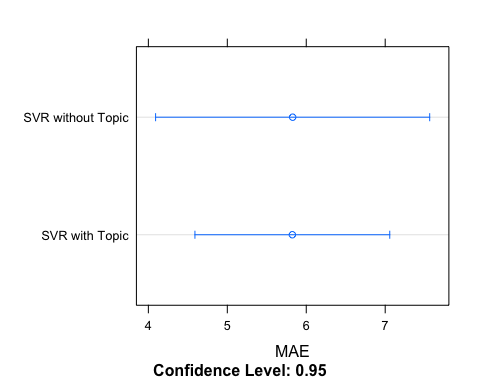 SVR without Topic
SVR with Topic
4 5 6 7
MAE
Confidence Level: 0.95